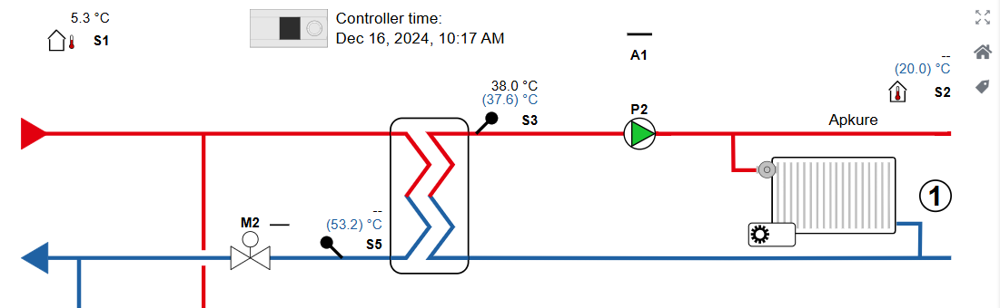 5.3 °C
S1
Controller time:
Dec 16, 2024, 10:17 AM
A1
--
(20.0) °C
S2
38.0 °C
(37.6) °C
S3
P2
Apkure
1
M2
--
(53.2) °C
S5